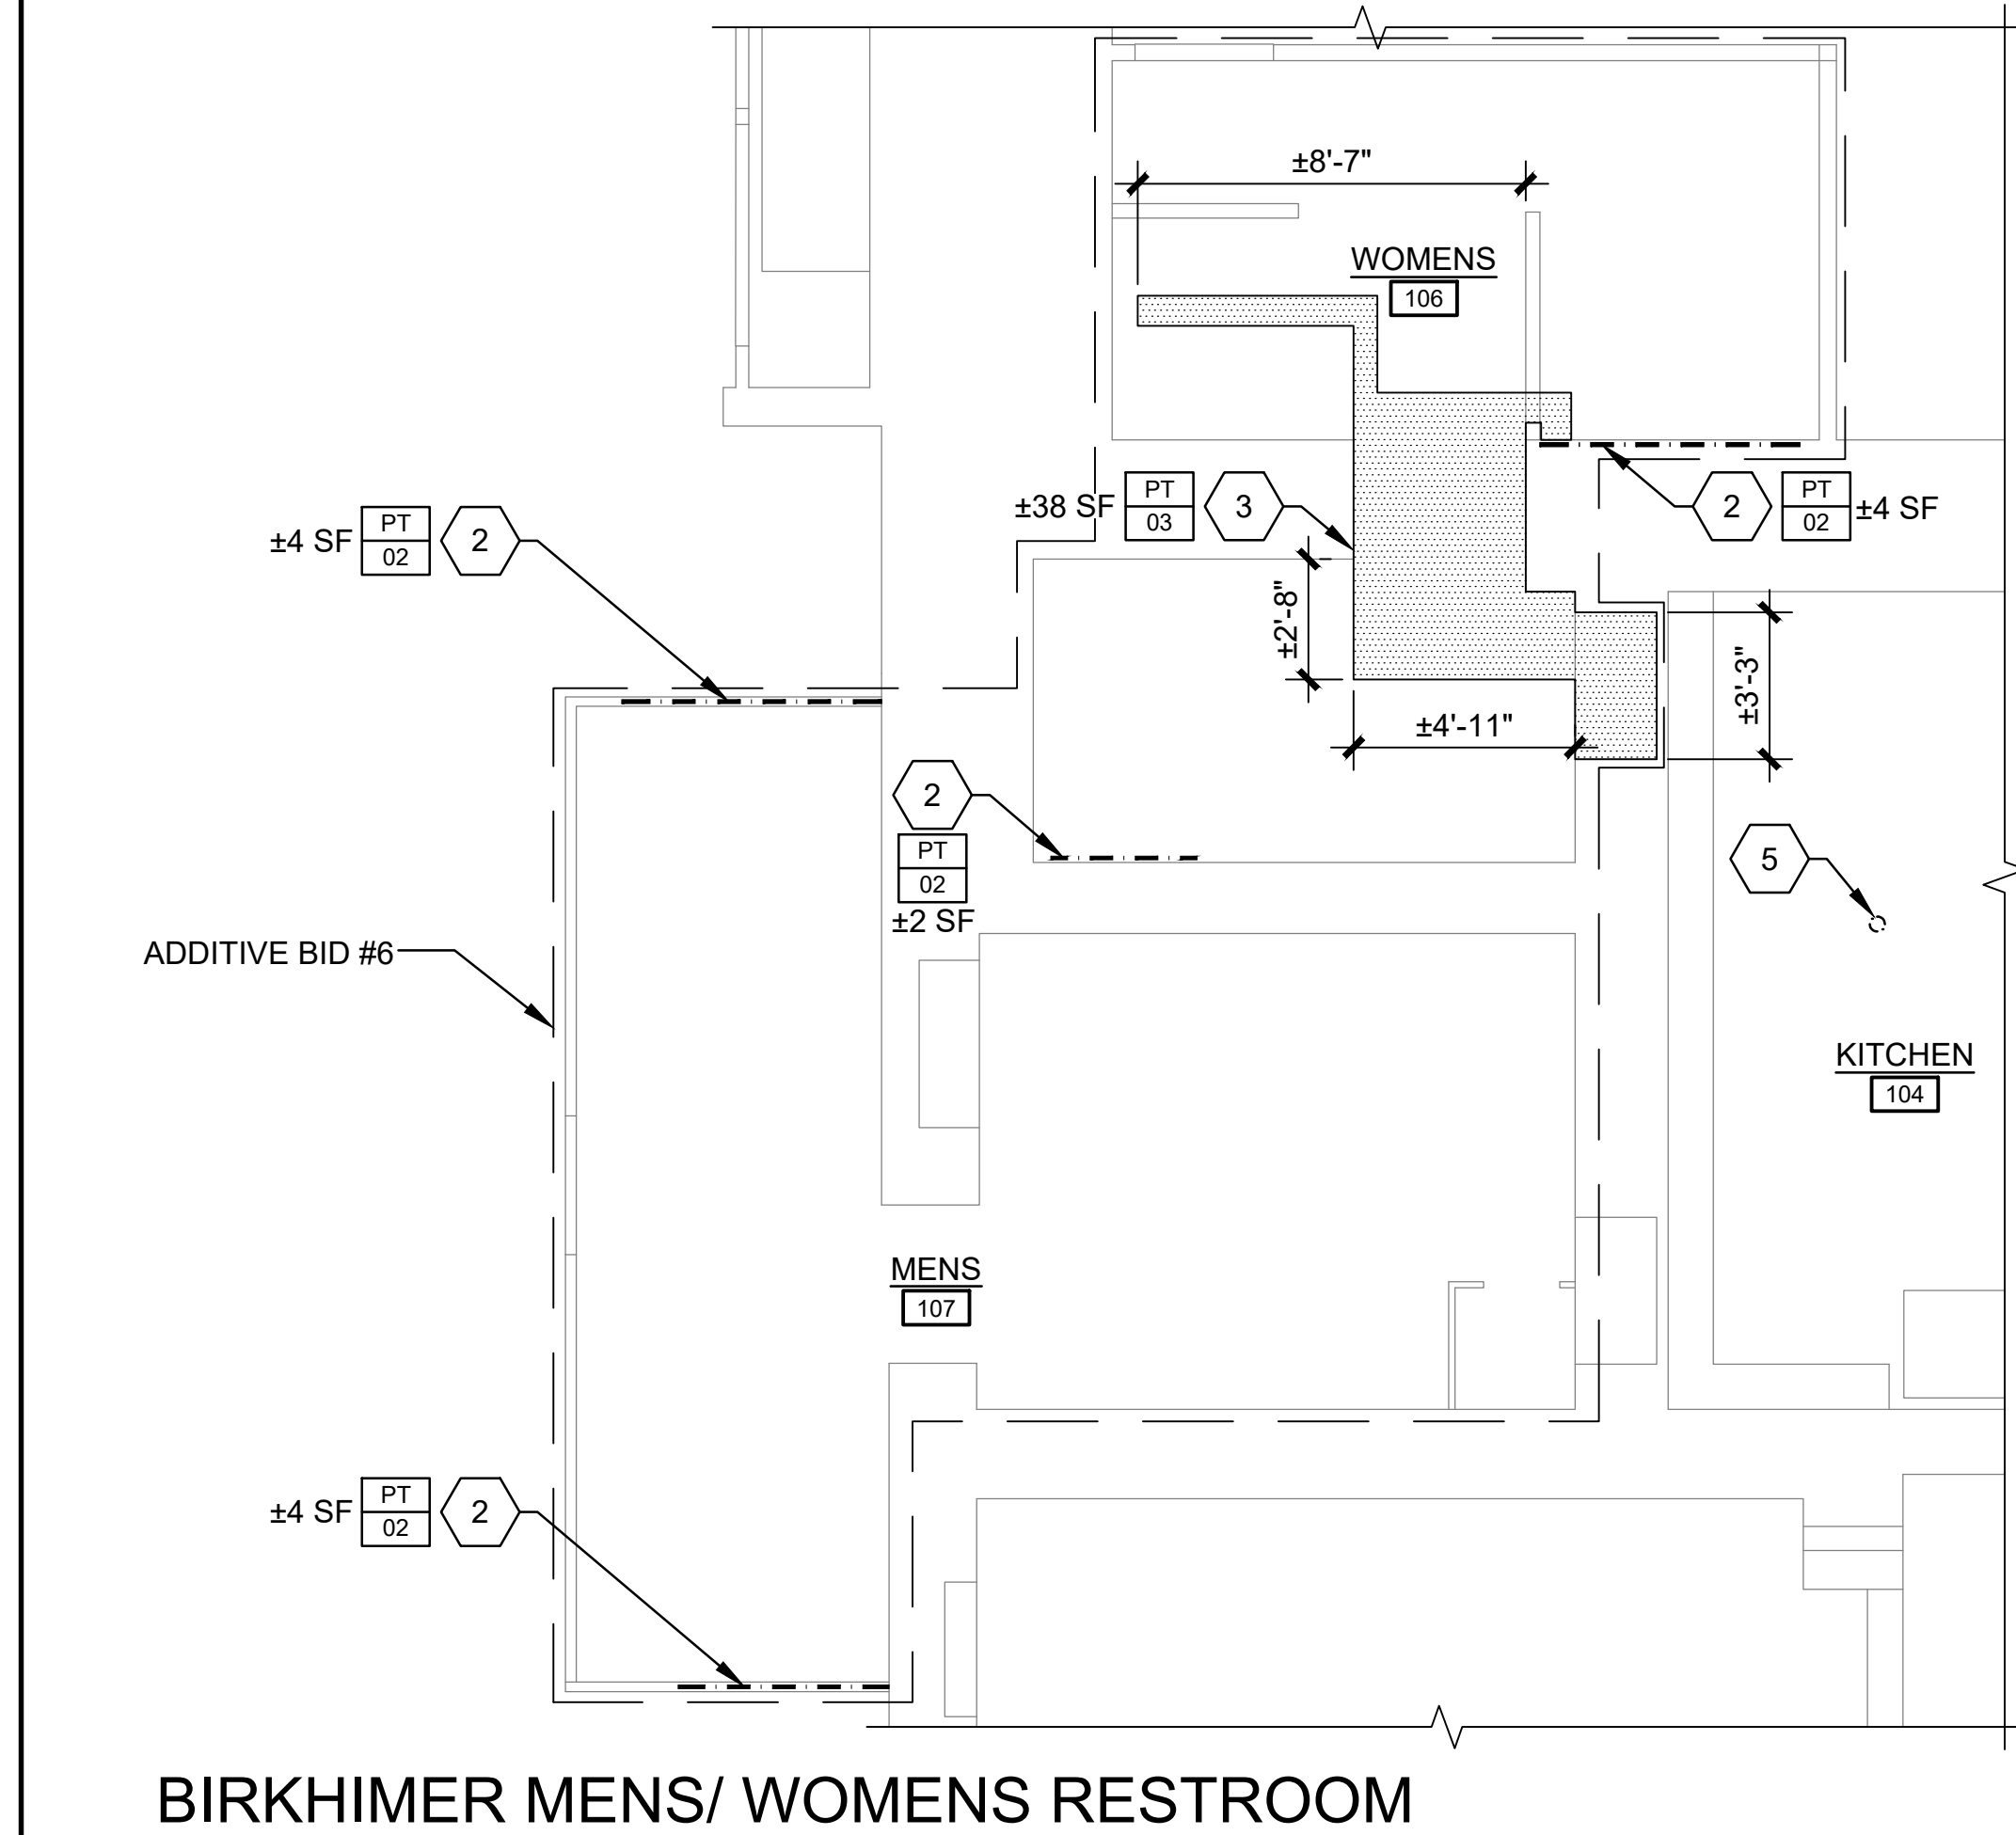 ±8'-7"
WOMENS
106
±38 SF
PT
03
3
2
PT
02
±4 SF
±4 SF
PT
02
2
±2'-8"
±3'-3"
±4'-11"
2
PT
02
±2 SF
5
ADDITIVE BID #6
KITCHEN
104
MENS
107
±4 SF
PT
02
2
BIRKHIMER MENS/ WOMENS RESTROOM